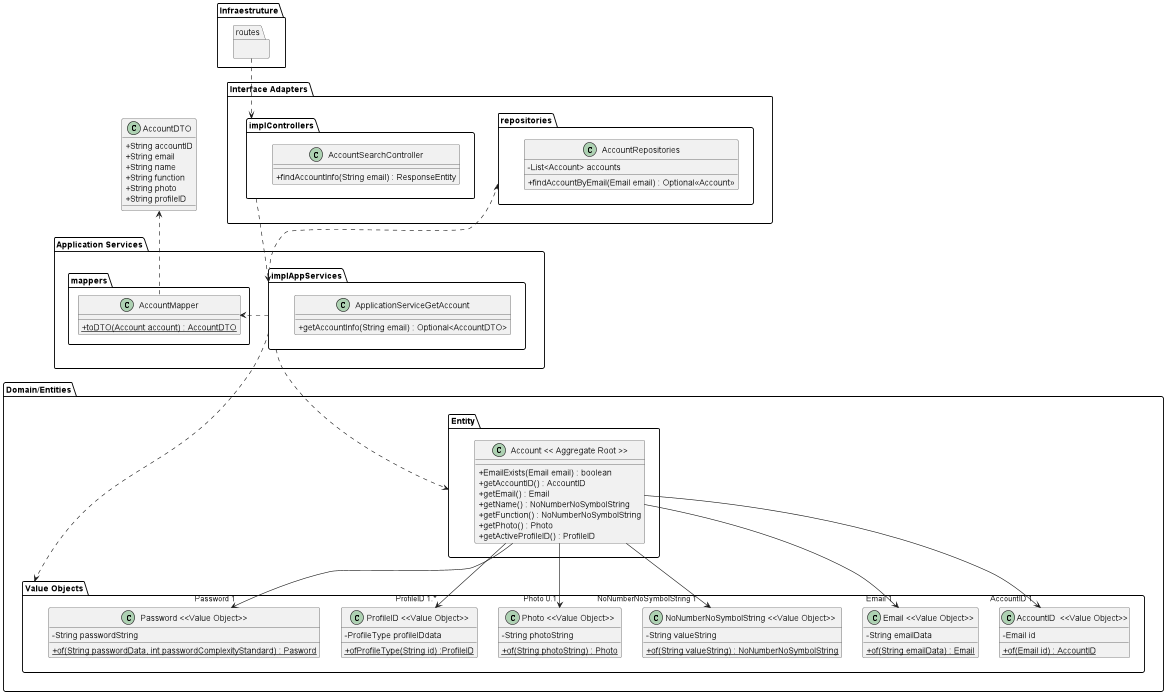 Infraestruture
routes
Interface Adapters
implControllers
C AccountSearchController
+findAccountInfo(String email) : ResponseEntity
repositories
C AccountRepositories
-List<Account> accounts
+findAccountByEmail(Email email) : Optional<<Account>>
C AccountDTO
+String accountID
+String email
+String name
+String function
+String photo
+String profileID
Application Services
mappers
C AccountMapper
+toDTO(Account account) : AccountDTO
implAppServices
C ApplicationServiceGetAccount
+getAccountInfo(String email) : Optional<AccountDTO>
Domain/Entities
Entity
C Account << Aggregate Root >>
+EmailExists(Email email) : boolean
+getAccountID() : AccountID
+getEmail() : Email
+getName() : NoNumberNoSymbolString
+getFunction() : NoNumberNoSymbolString
+getPhoto() : Photo
+getActiveProfileID() : ProfileID
Value Objects
Password 1
ProfileID 1..*
Photo 0.1
NoNumberNoSymbolString 1
Email 1
AccountID 1
C Password <<Value Object>>
-String passwordString
+of(String passwordData, int passwordComplexityStandard) : Pasword
C ProfileID <<Value Object>>
-ProfileType profileIDdata
+ofProfileType(String id) :ProfileID
C Photo <<Value Object>>
-String photoString
+of(String photoString) : Photo
C NoNumberNoSymbolString <<Value Object>>
-String valueString
+of(String valueString) : NoNumberNoSymbolString
C Email <<Value Object>>
-String emailData
+of(String emailData) : Email
C AccountID <<Value Object>>
-Email id
+of(Email id) : AccountID